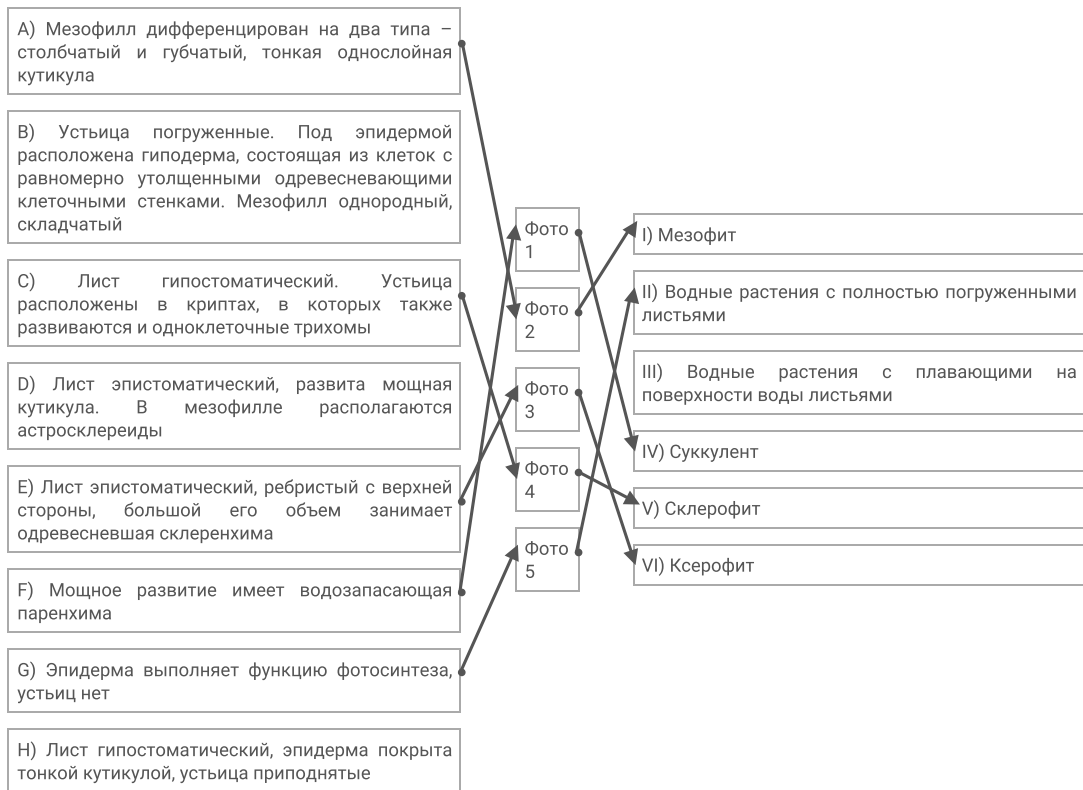 A) Мезофилл дифференцирован на два типа –
столбчатый и губчатый, тонкая однослойная
кутикула
B) Устьица погруженные. Под эпидермой
расположена гиподерма, состоящая из клеток с
равномерно утолщенными одревесневающими
клеточными стенками. Мезофилл однородный,
складчатый
C) Лист гипостоматический. Устьица
расположены в криптах, в которых также
развиваются и одноклеточные трихомы
D) Лист эпистоматический, развита мощная
кутикула. В мезофилле располагаются
астросклереиды
E) Лист эпистоматический, ребристый с верхней
стороны, большой его объем занимает
одревесневшая склеренхима
F) Мощное развитие имеет водозапасающая
паренхима
G) Эпидерма выполняет функцию фотосинтеза,
устьиц нет
H) Лист гипостоматический, эпидерма покрыта
тонкой кутикулой, устьица приподнятые
Фото
1
Фото
2
Фото
3
Фото
4
Фото
5
I) Мезофит
II) Водные растения с полностью погруженными
листьями
III) Водные растения с плавающими на
поверхности воды листьями
IV) Суккулент
V) Склерофит
VI) Ксерофит